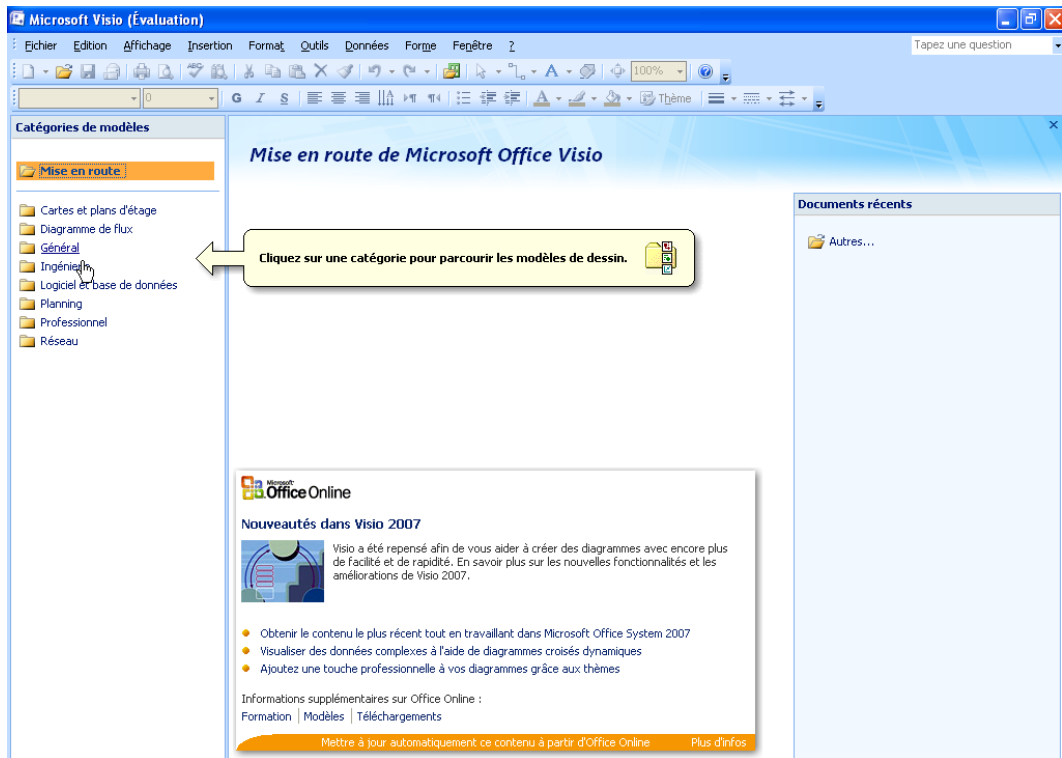 Microsoft Visio (Évaluation)
Fichier Edition Affichage Insertion Format Outils Données Forme Fenêtre ?
Tapez une question
100%
0 G I S A Thème
Catégories de modèles
Mise en route
Cartes et plans d'étage
Diagramme de flux
Général
Ingénierie
Logiciel et base de données
Planning
Professionnel
Réseau
Mise en route de Microsoft Office Visio
Cliquez sur une catégorie pour parcourir les modèles de dessin.
Documents récents
Autres...
Microsoft
Office Online
Nouveautés dans Visio 2007
Visio a été repensé afin de vous aider à créer des diagrammes avec encore plus
de facilité et de rapidité. En savoir plus sur les nouvelles fonctionnalités et les
améliorations de Visio 2007.
Obtenir le contenu le plus récent tout en travaillant dans Microsoft Office System 2007
Visualiser des données complexes à l'aide de diagrammes croisés dynamiques
Ajoutez une touche professionnelle à vos diagrammes grâce aux thèmes
Informations supplémentaires sur Office Online :
Formation Modèles Téléchargements
Mettre à jour automatiquement ce contenu à partir d'Office Online Plus d'infos